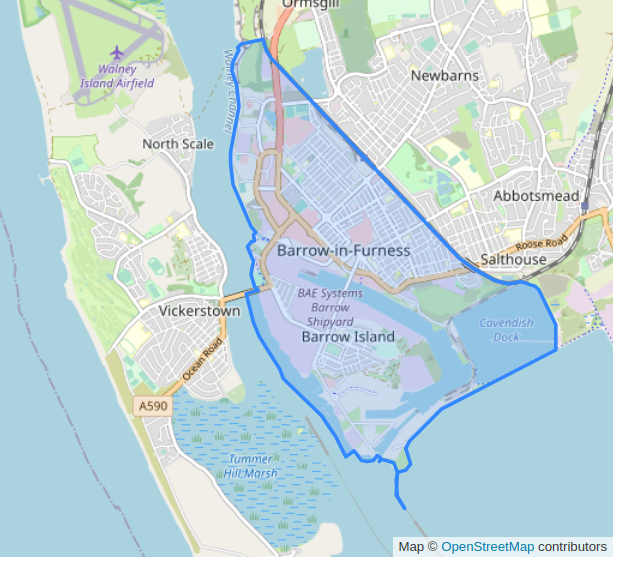 Ormsgill
Walney
Island Airfield
Newbarns
Walney Channel
North Scale
Abbotsmead
Roose Road
Barrow-in-Furness
Salthouse
BAE Systems
Barrow
Shipyard
Vickerstown
Cavendish
Dock
Barrow Island
Ocean Road
A590
Tummer
Hill Marsh
Map © OpenStreetMap contributors